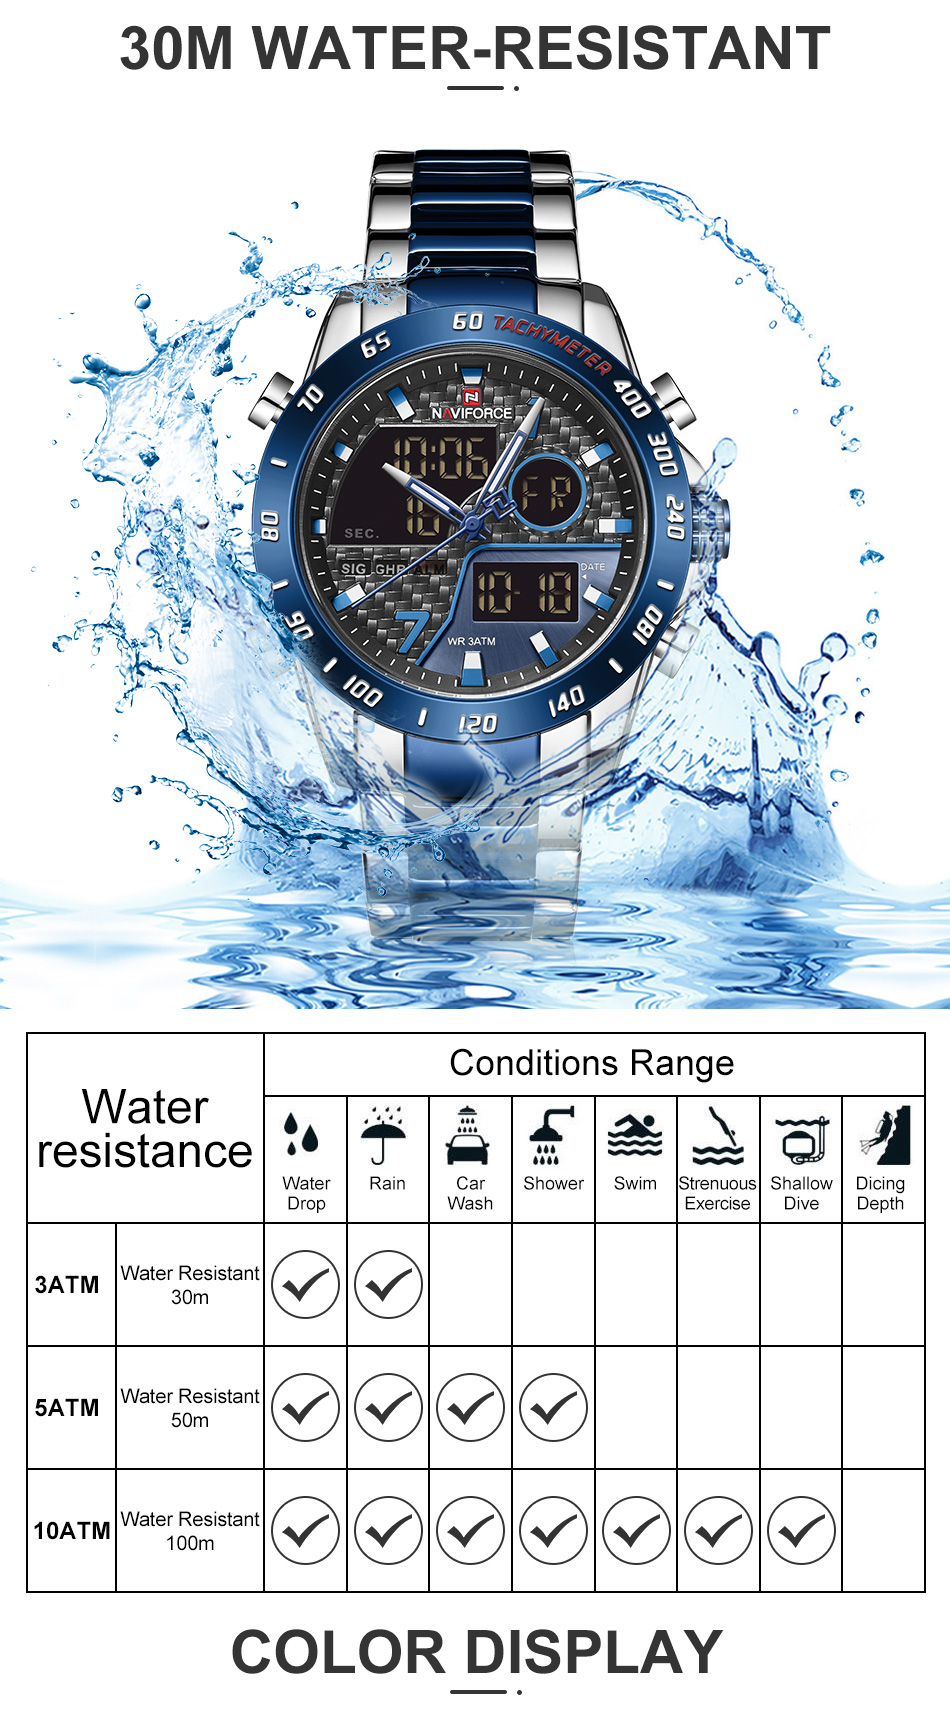 30M WATER-RESISTANT
60 TACHYMETER
65
400
70
300
NAVIFORCE
10:06
FR
240
80
18
SEC.
SIG GHR ALM
DATE
10-18
180
90
7
WR 3ATM
100
140
120
Water
resistance
Conditions Range
Water
Drop
Rain
Car
Wash
Shower
Swim
Strenuous
Exercise
Shallow
Dive
Dicing
Depth
3ATM
Water Resistant
30m
5ATM
Water Resistant
50m
10ATM
Water Resistant
100m
COLOR DISPLAY